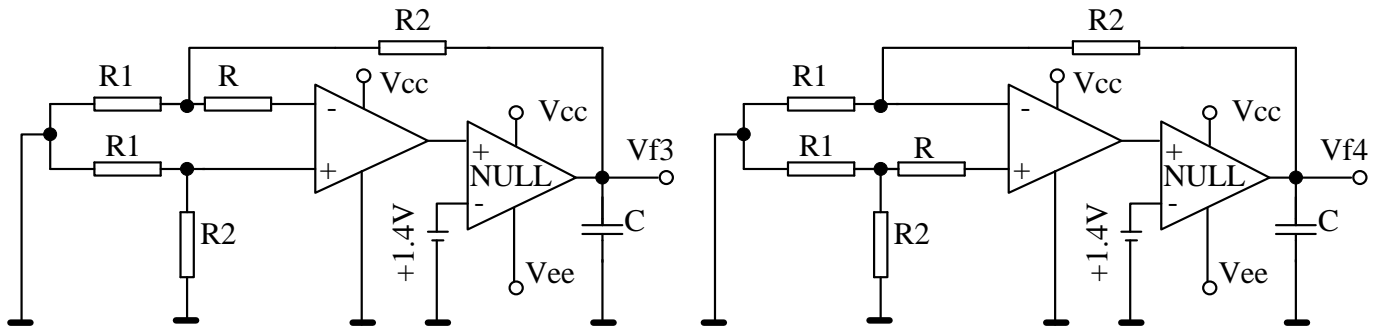 R2
R1
R
Vcc
-
R1
+
Vcc
+
NULL
-
Vf3
R2
+1.4V
C
Vee
R2
R1
Vcc
-
R1
R
+
Vcc
+
NULL
-
Vf4
R2
+1.4V
C
Vee